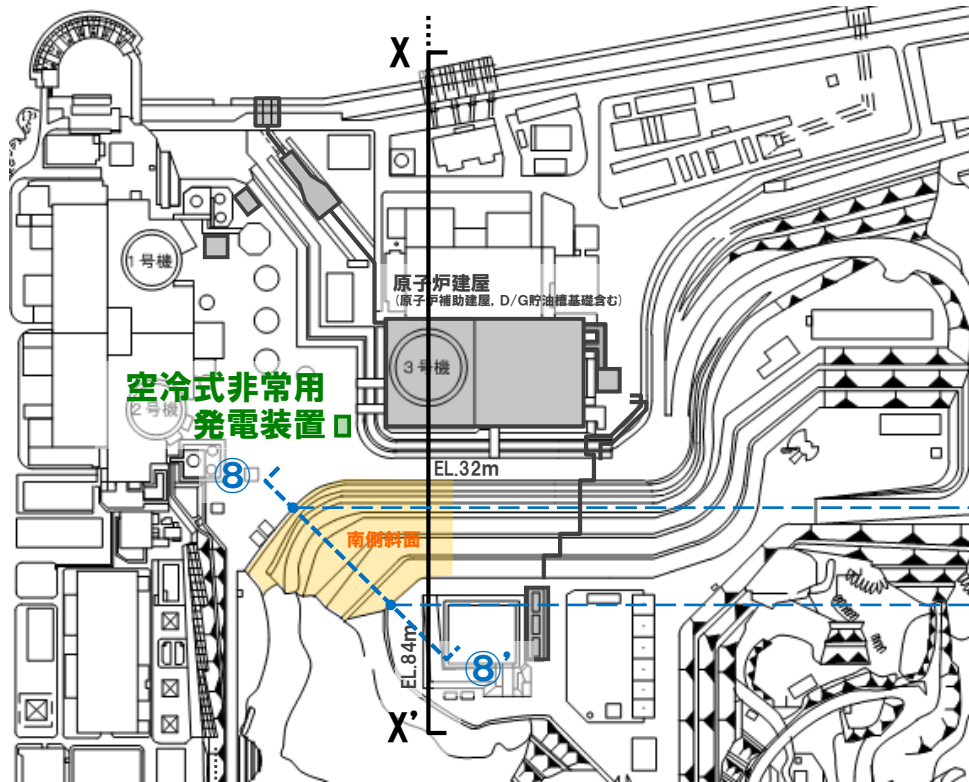 X
1号機
原子炉建屋
(原子炉補助建屋, D/G貯油槽基礎含む)
3号機
空冷式非常用
2号機
発電装置
EL.32m
⑧
南側斜面
EL.84m
⑧'
X'